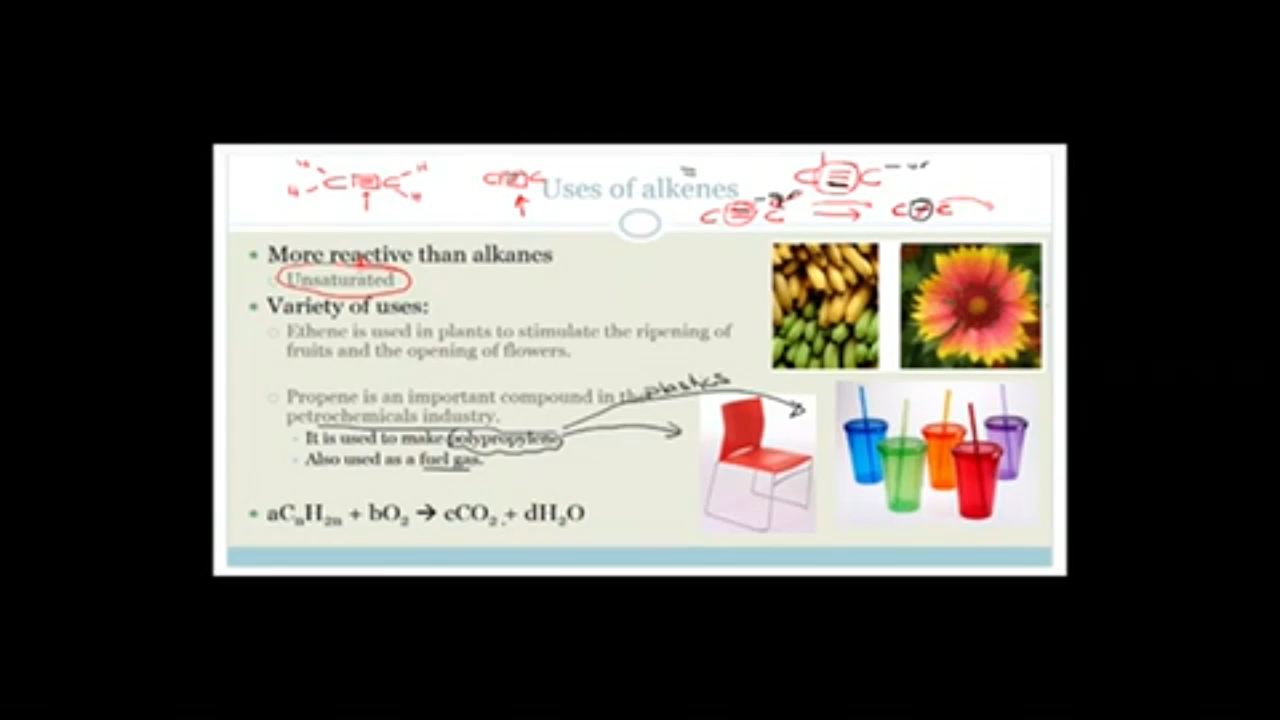 Uses of alkenes
More reactive than alkanes
Unsaturated
Variety of uses:
Ethene is used in plants to stimulate the ripening of
fruits and the opening of flowers.
plastics
Propene is an important compound in the
petrochemicals industry.
It is used to make polypropylene
Also used as a fuel gas.
aCₙH₂ₙ + bO₂ → cCO₂ + dH₂O